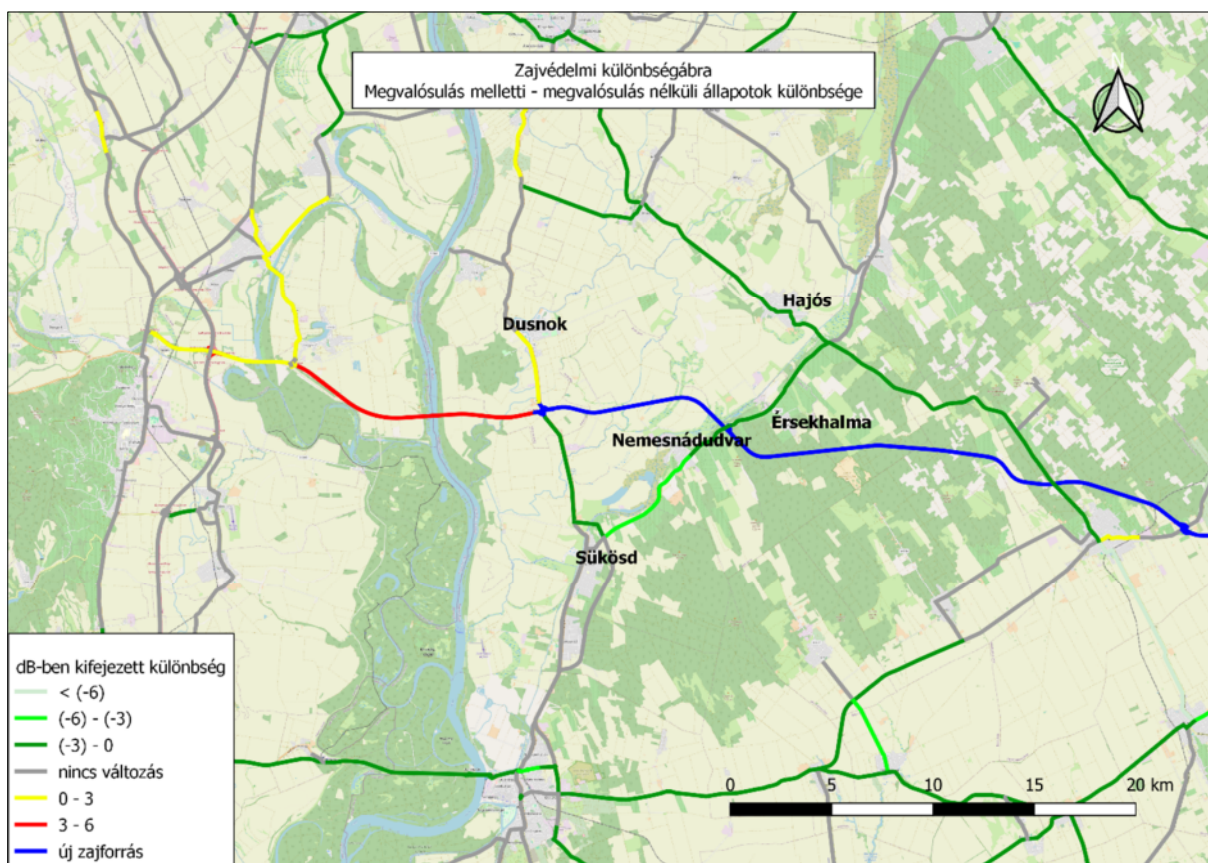 Zajvédelmi különbségábra
Megvalósulás melletti - megvalósulás nélküli állapotok különbsége
Hajós
Dusnok
Érsekhalma
Nemesnádudvar
Sükösd
dB-ben kifejezett különbség
< (-6)
(-6) - (-3)
(-3) - 0
nincs változás
0 - 3
3 - 6
új zajforrás
0 5 10 15 20 km